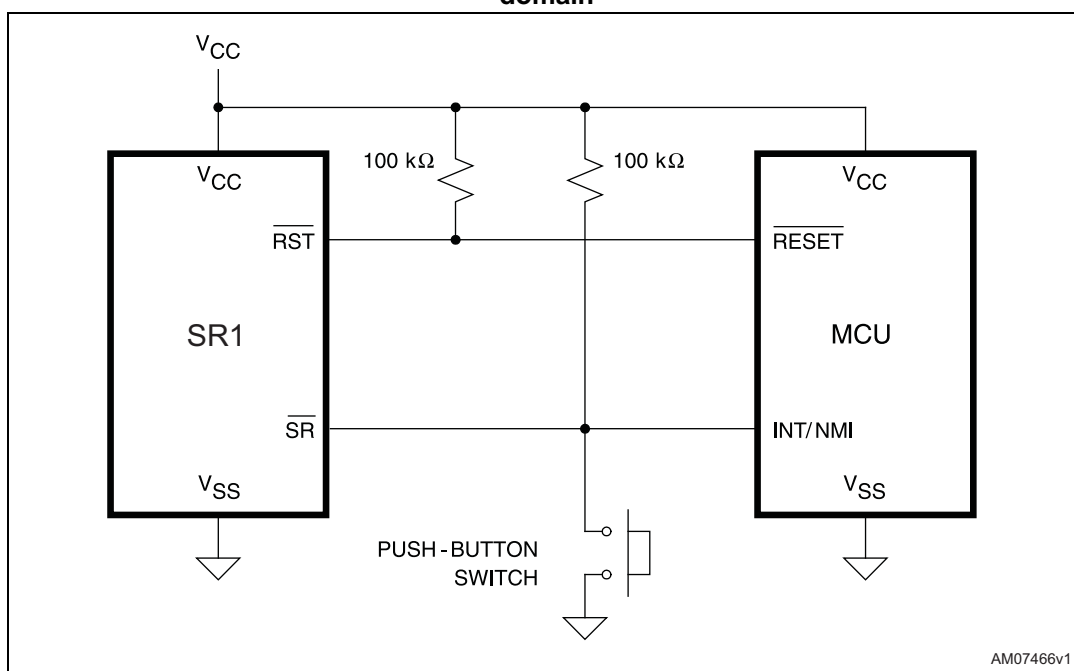 domain
VCC
100 kΩ 100 kΩ
VCC VCC
RST RESET
SR1 MCU
SR INT/NMI
VSS VSS
PUSH-BUTTON
SWITCH
AM07466v1